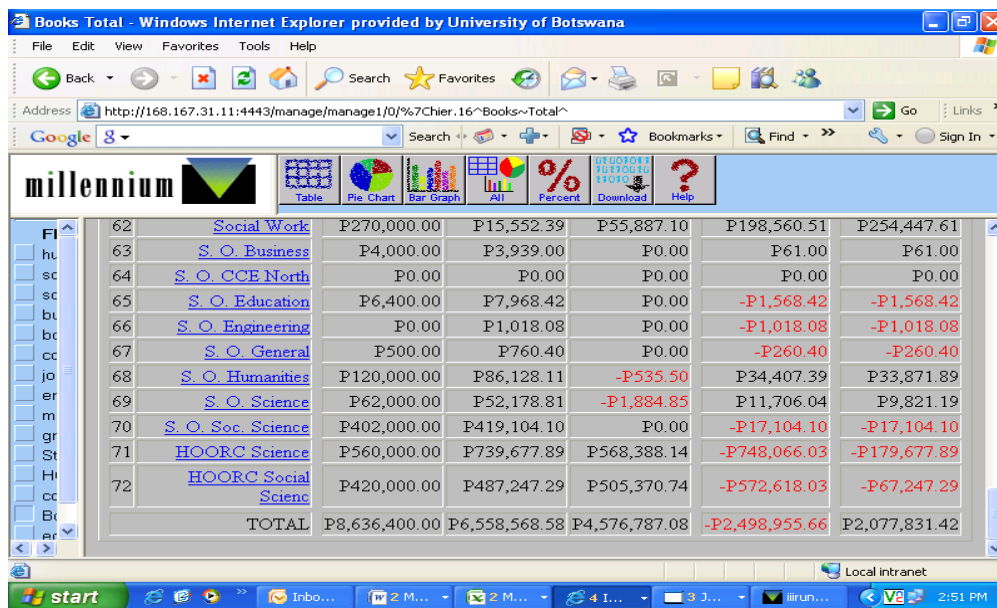 Books Total - Windows Internet Explorer provided by University of Botswana
File Edit View Favorites Tools Help
Back Search Favorites
Address http://168.167.31.11:4443/manage/manage1/0/%7Chier.16^Books~Total^ Go Links
Google Search Bookmarks Find Sign In
millennium Table Pie Chart Bar Graph All Percent Download Help
62 Social Work P270,000.00 P15,552.39 P55,887.10 P198,560.51 P254,447.61
63 S. O. Business P4,000.00 P3,939.00 P0.00 P61.00 P61.00
64 S. O. CCE North P0.00 P0.00 P0.00 P0.00 P0.00
65 S. O. Education P6,400.00 P7,968.42 P0.00 -P1,568.42 -P1,568.42
66 S. O. Engineering P0.00 P1,018.08 P0.00 -P1,018.08 -P1,018.08
67 S. O. General P500.00 P760.40 P0.00 -P260.40 -P260.40
68 S. O. Humanities P120,000.00 P86,128.11 -P535.50 P34,407.39 P33,871.89
69 S. O. Science P62,000.00 P52,178.81 -P1,884.85 P11,706.04 P9,821.19
70 S. O. Soc. Science P402,000.00 P419,104.10 P0.00 -P17,104.10 -P17,104.10
71 HOORC Science P560,000.00 P739,677.89 P568,388.14 -P748,066.03 -P179,677.89
72 HOORC Social Scienc P420,000.00 P487,247.29 P505,370.74 -P572,618.03 -P67,247.29
TOTAL P8,636,400.00 P6,558,568.58 P4,576,787.08 -P2,498,955.66 P2,077,831.42
Local intranet
start Inbo... 2 M... 2 M... 4 I... 3 J... iiirun... 2:51 PM